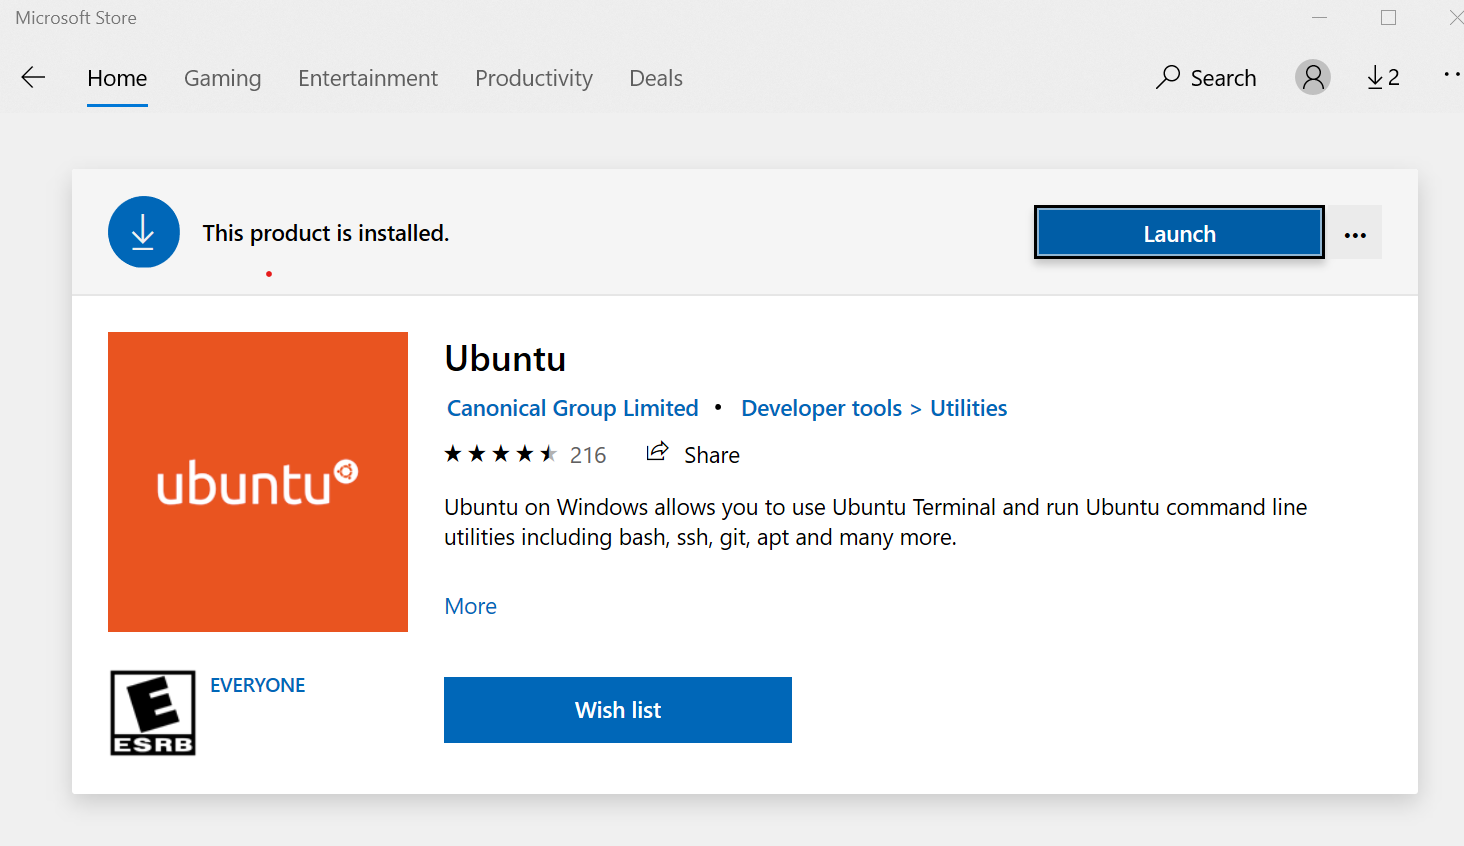 Microsoft Store
Home Gaming Entertainment Productivity Deals Search 2
This product is installed. Launch
ubuntu
Ubuntu
Canonical Group Limited • Developer tools > Utilities
216 Share
Ubuntu on Windows allows you to use Ubuntu Terminal and run Ubuntu command line
utilities including bash, ssh, git, apt and many more.
More
E
ESRB
EVERYONE
Wish list